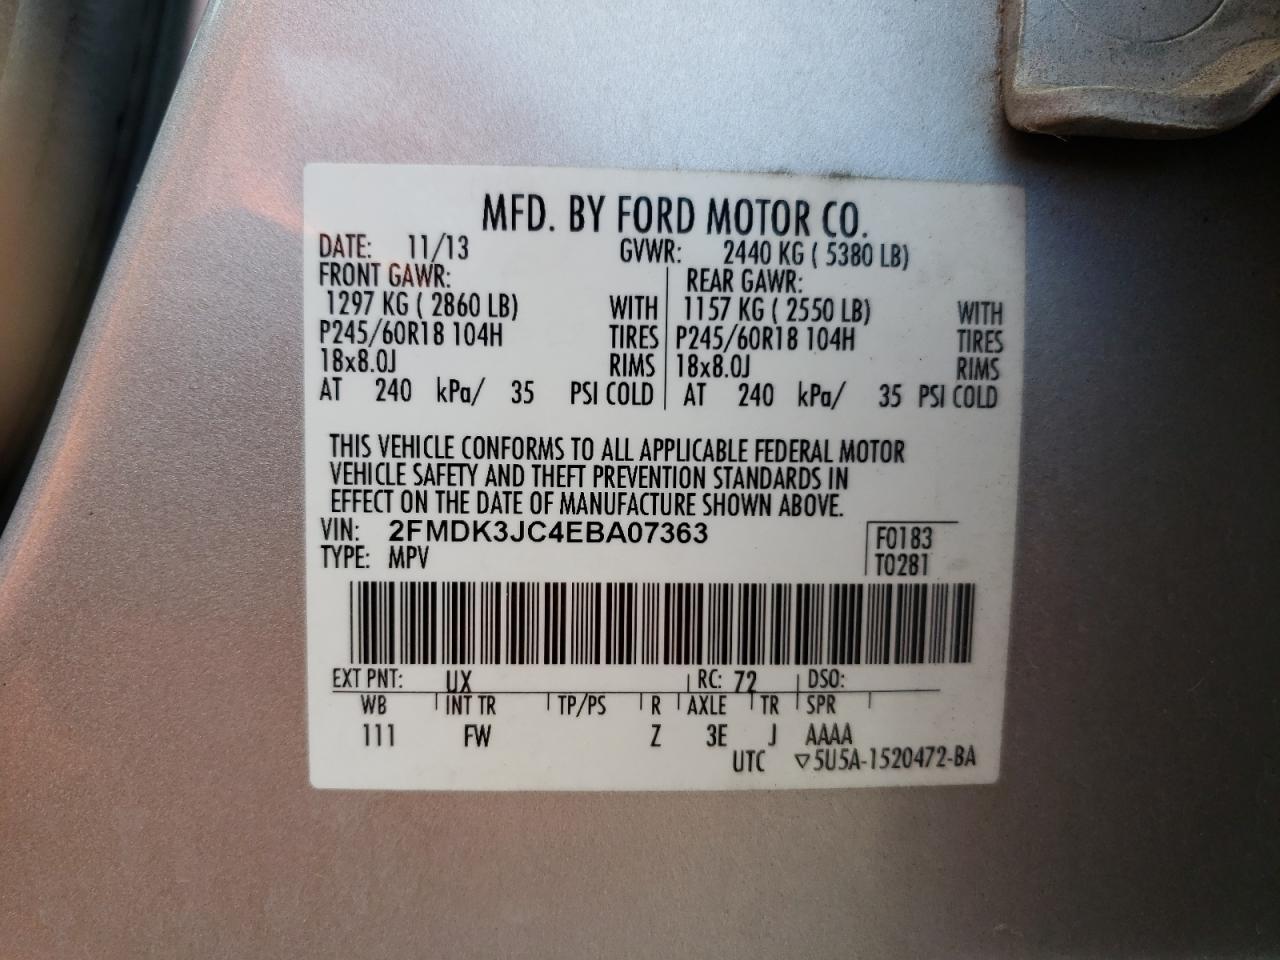 MFD. BY FORD MOTOR CO.
DATE: 11/13 GVWR: 2440 KG ( 5380 LB)
FRONT GAWR: REAR GAWR:
1297 KG ( 2860 LB) WITH 1157 KG ( 2550 LB) WITH
P245/60R18 104H TIRES P245/60R18 104H TIRES
18x8.0J RIMS 18x8.0J RIMS
AT 240 kPa/ 35 PSI COLD AT 240 kPa/ 35 PSI COLD
THIS VEHICLE CONFORMS TO ALL APPLICABLE FEDERAL MOTOR
VEHICLE SAFETY AND THEFT PREVENTION STANDARDS IN
EFFECT ON THE DATE OF MANUFACTURE SHOWN ABOVE.
VIN: 2FMDK3JC4EBA07363 F0183
TYPE: MPV T0281
EXT PNT: UX RC: 72 DSO:
WB INT TR TP/PS R AXLE TR SPR
111 FW Z 3E J AAAA
UTC ▽5U5A-1520472-BA